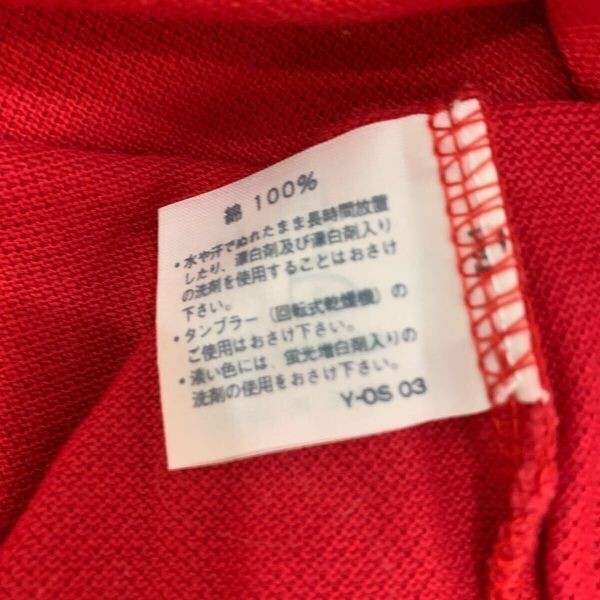 綿 100%
・水や汗でぬれたまま長時間放置
したり、漂白剤及び漂白剤入り
の洗剤を使用することはおさけ
下さい。
・タンブラー（回転式乾燥機）の
ご使用はおさけ下さい。
・濃い色には、蛍光増白剤入りの
洗剤の使用をおさけ下さい。
Y-OS 03